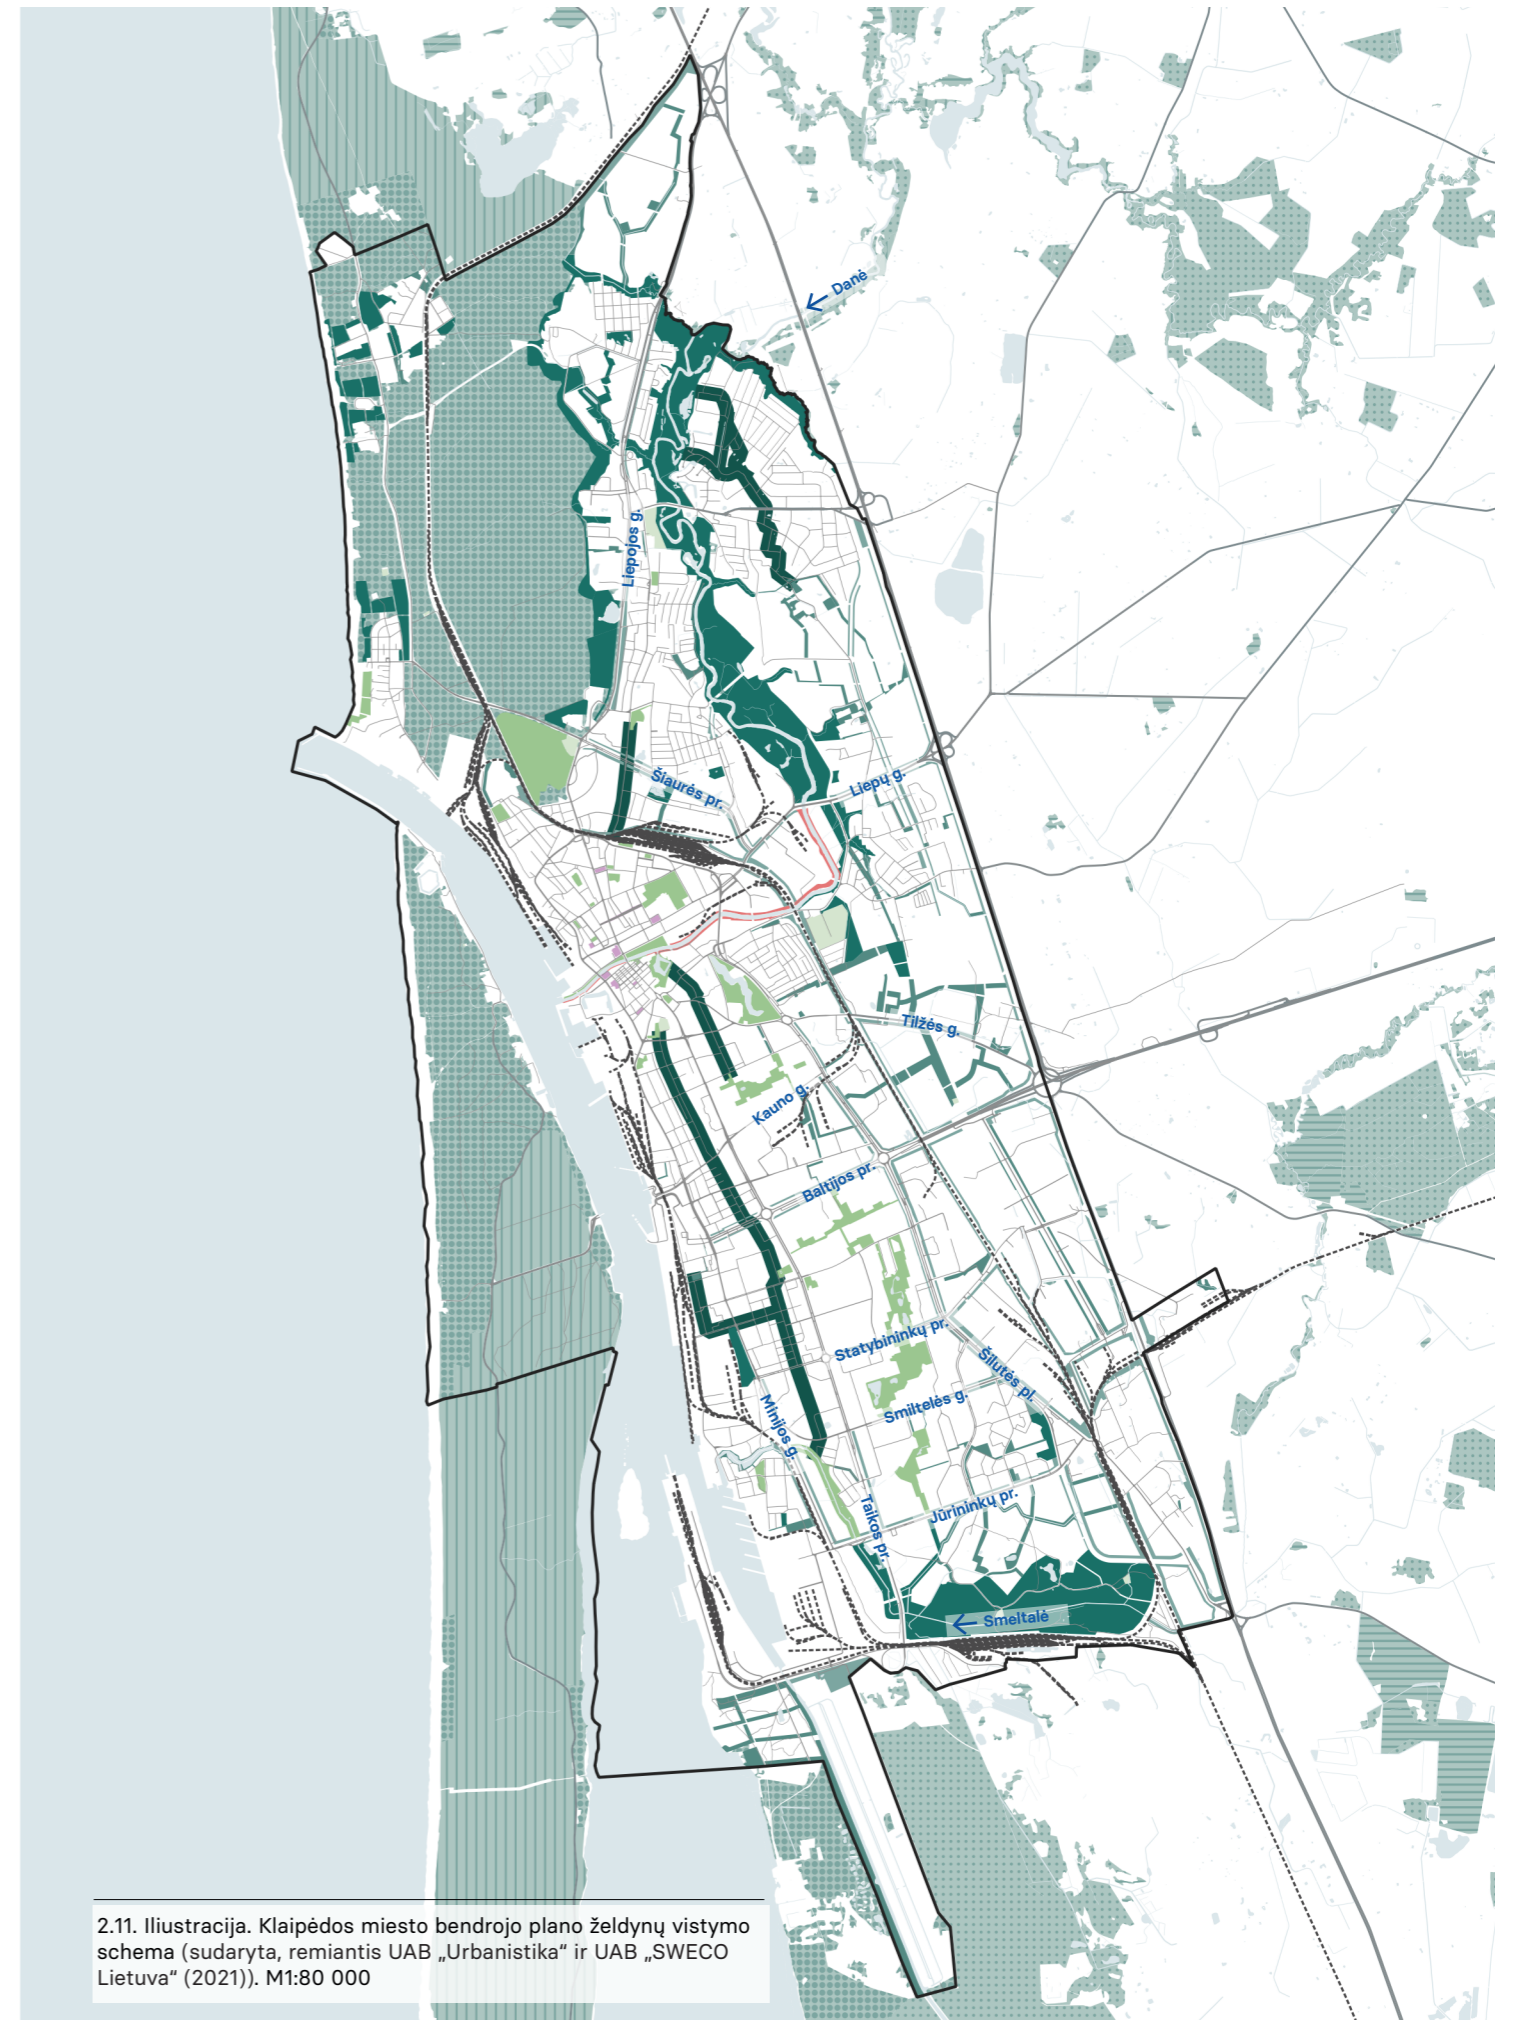 Danė
Liepojos g.
Šiaurės pr.
Liepų g.
Tilžės g.
Kauno g.
Baltijos pr.
Statybininkų pr.
Šilutės pl.
Smiltelės g.
Minijos g.
Taikos pr.
Jūrininkų pr.
Smeltalė
2.11. Iliustracija. Klaipėdos miesto bendrojo plano želdynų vistymo
schema (sudaryta, remiantis UAB „Urbanistika“ ir UAB „SWECO
Lietuva“ (2021)). M1:80 000